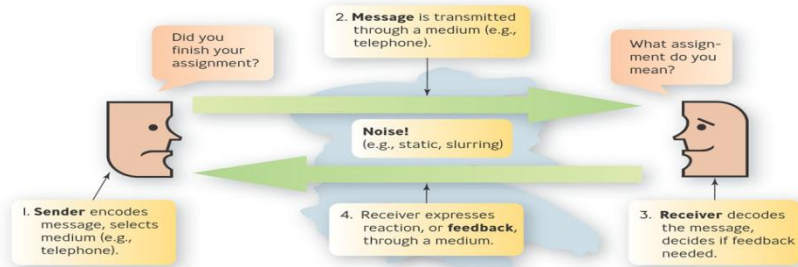 Did you
finish your
assignment?
2. Message is transmitted
through a medium (e.g.,
telephone).
What assign-
ment do you
mean?
Noise!
(e.g., static, slurring)
1. Sender encodes
message, selects
medium (e.g.,
telephone).
4. Receiver expresses
reaction, or feedback,
through a medium.
3. Receiver decodes
the message,
decides if feedback
needed.